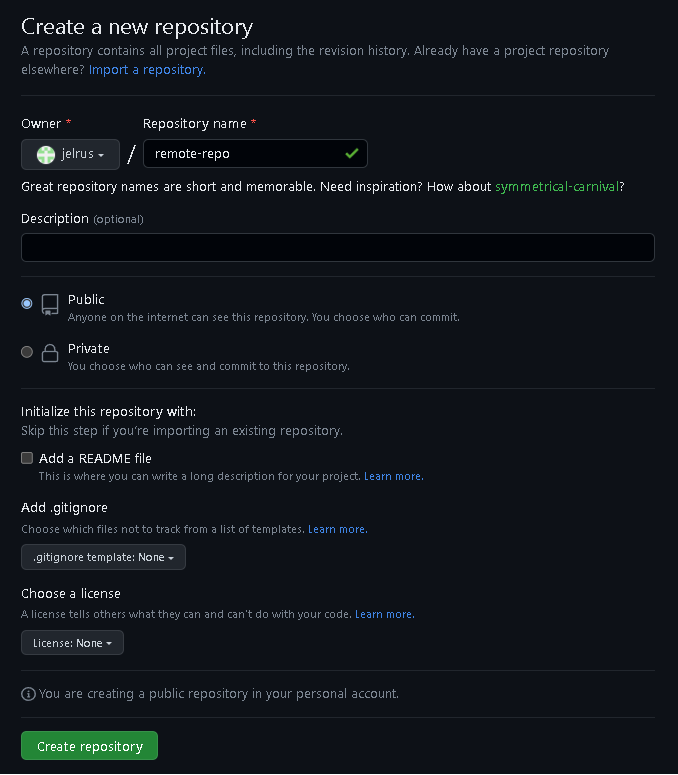 Create a new repository
A repository contains all project files, including the revision history. Already have a project repository
elsewhere? Import a repository.
Owner * Repository name *
jelrus / remote-repo
Great repository names are short and memorable. Need inspiration? How about symmetrical-carnival?
Description (optional)
Public
Anyone on the internet can see this repository. You choose who can commit.
Private
You choose who can see and commit to this repository.
Initialize this repository with:
Skip this step if you're importing an existing repository.
Add a README file
This is where you can write a long description for your project. Learn more.
Add .gitignore
Choose which files not to track from a list of templates. Learn more.
.gitignore template: None
Choose a license
A license tells others what they can and can't do with your code. Learn more.
License: None
You are creating a public repository in your personal account.
Create repository